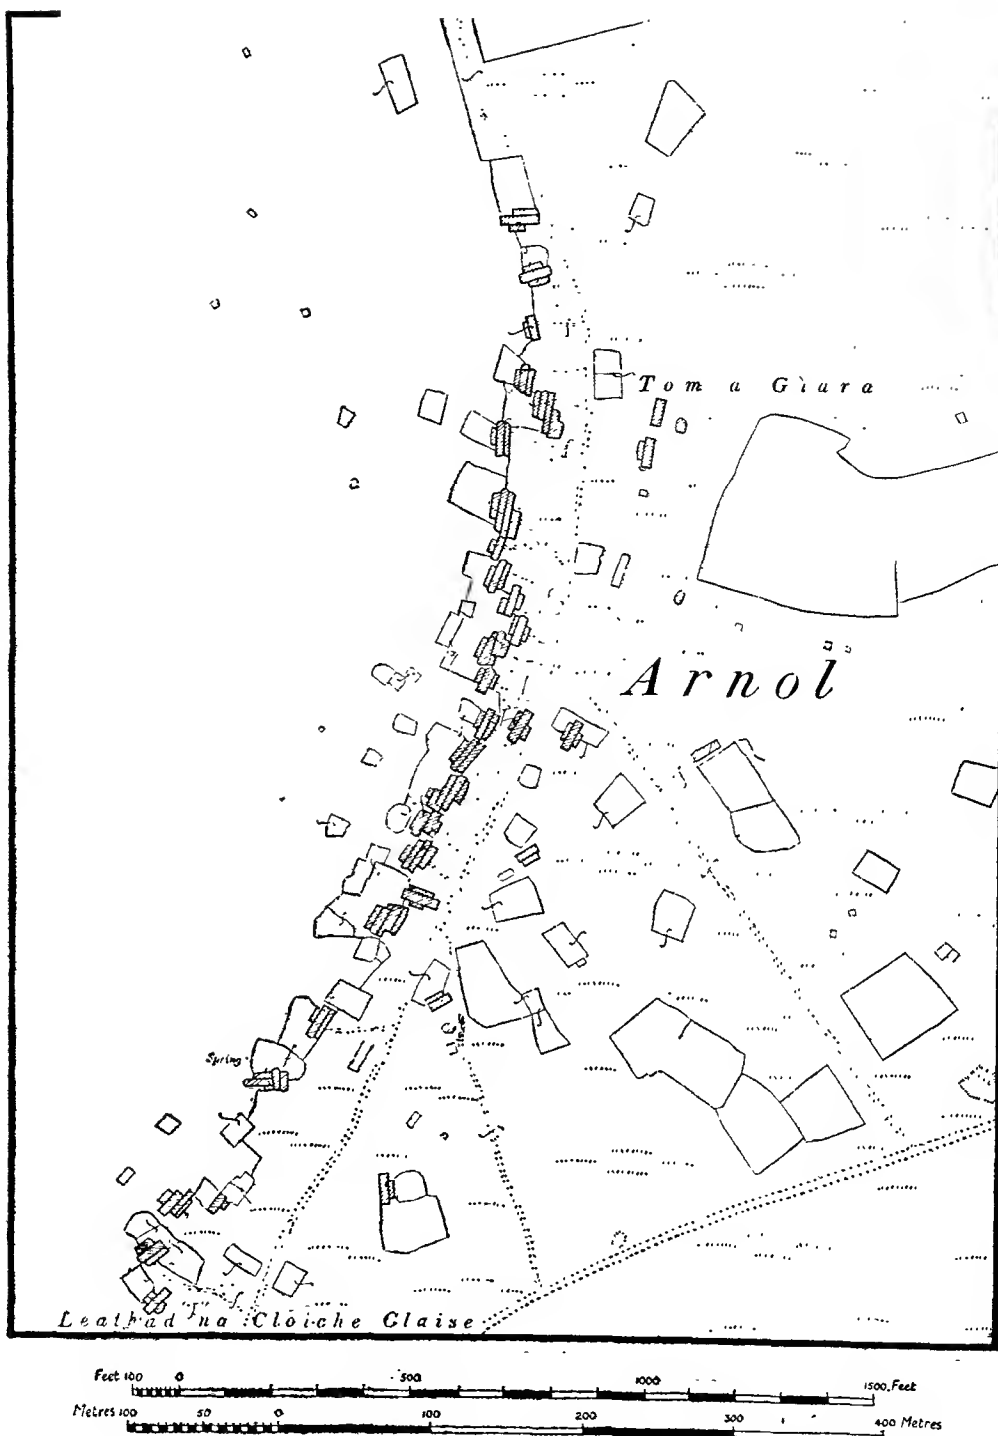 Tom a Giara
Arnol
Spring
Leathad na Cloiche Glaise
Feet 100 0 500 1000 1500 Feet
Metres 100 50 0 100 200 300 400 Metres